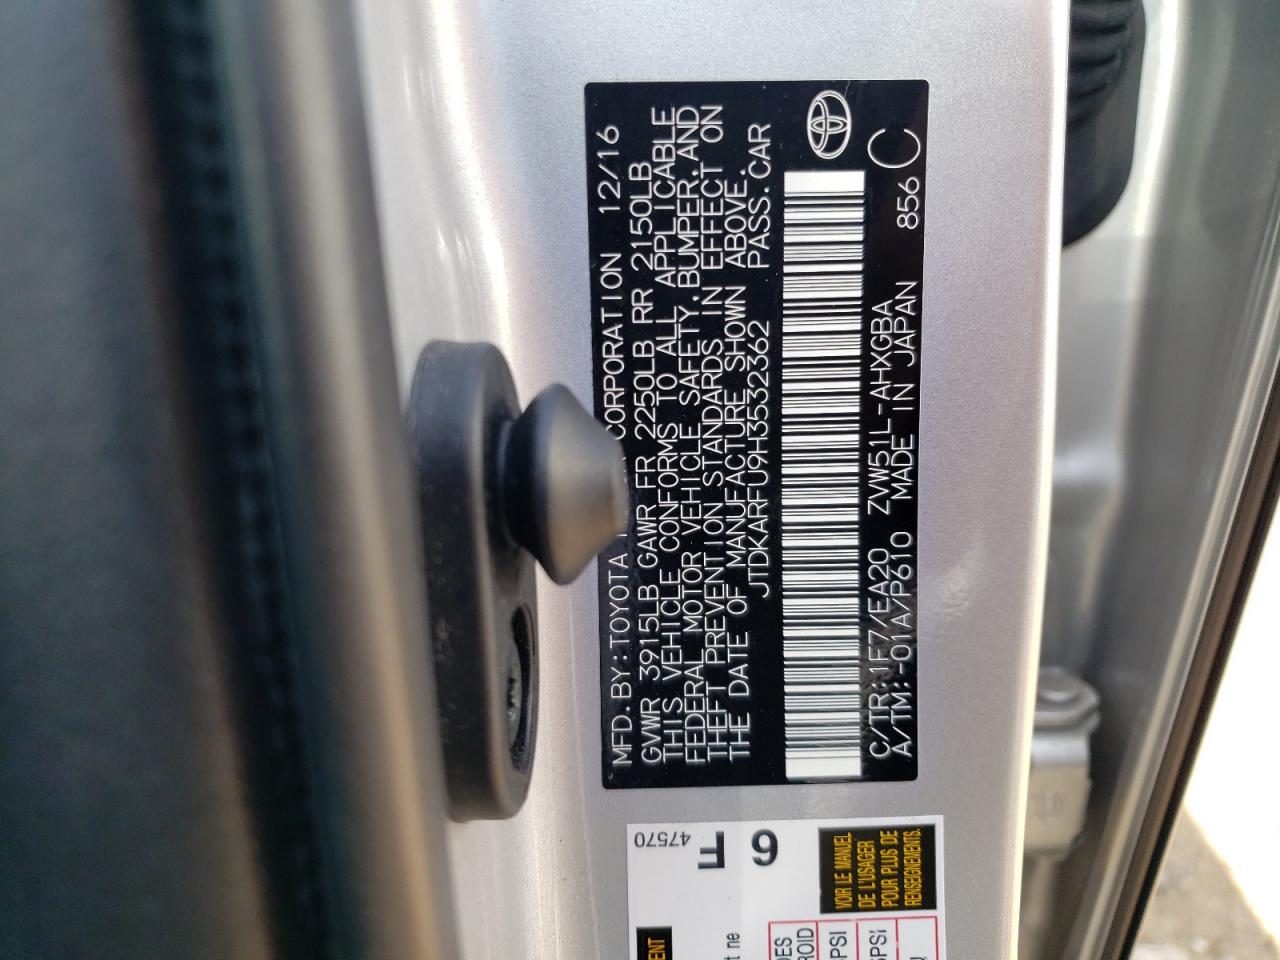 MFD.BY:TOYOTA CORPORATION 12/16
GVWR 3915LB GAWR FR 2250LB RR 2150LB
THIS VEHICLE CONFORMS TO ALL APPLICABLE
FEDERAL MOTOR VEHICLE SAFETY,BUMPER,AND
THEFT PREVENTION STANDARDS IN EFFECT ON
THE DATE OF MANUFACTURE SHOWN ABOVE.
JTDKARFU9H3532362 PASS.CAR
C/TR:1F7/EA20 ZVW51L-AHXGBA 856 C
A/TM:-01A/P610 MADE IN JAPAN
47570
F
6
VOIR LE MANUEL
DE L'USAGER
POUR PLUS DE
RENSEIGNEMENTS.
PSI